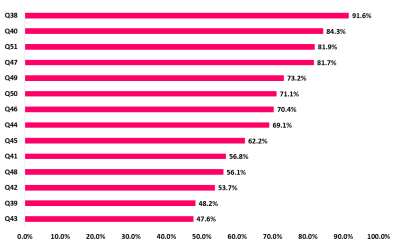 Q38 91.6%
Q40 84.3%
Q51 81.9%
Q47 81.7%
Q49 73.2%
Q50 71.1%
Q46 70.4%
Q44 69.1%
Q45 62.2%
Q41 56.8%
Q48 56.1%
Q42 53.7%
Q39 48.2%
Q43 47.6%
0.0% 10.0% 20.0% 30.0% 40.0% 50.0% 60.0% 70.0% 80.0% 90.0% 100.0%